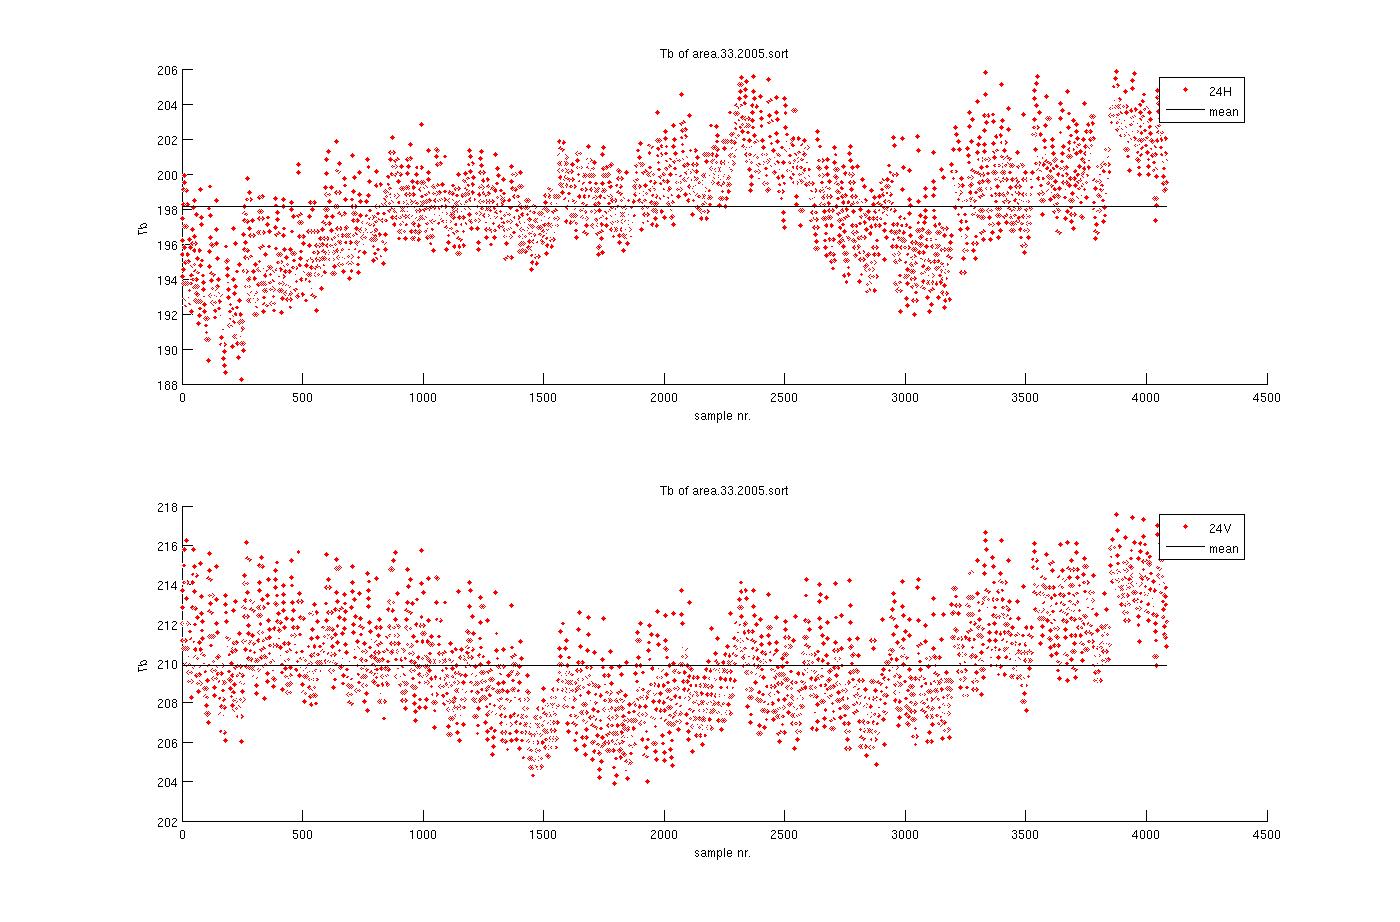 Tb of area.33.2005.sort
206
204
202
200
198
196
194
192
190
188
Tb
24H
mean
0 500 1000 1500 2000 2500 3000 3500 4000 4500
sample nr.
Tb of area.33.2005.sort
218
216
214
212
210
208
206
204
202
Tb
24V
mean
0 500 1000 1500 2000 2500 3000 3500 4000 4500
sample nr.